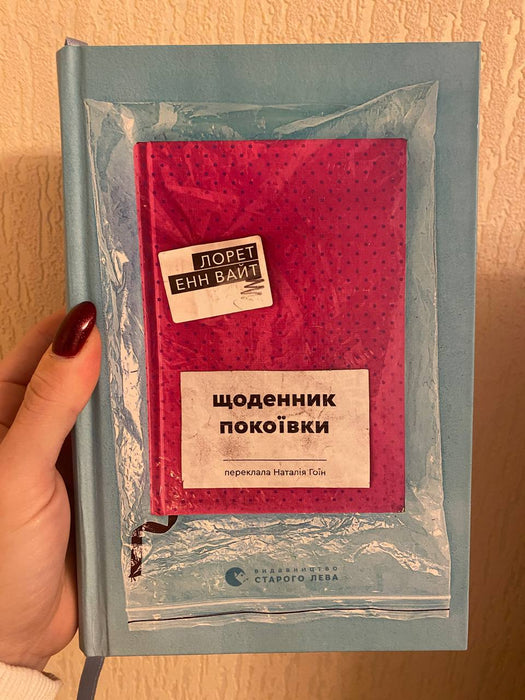 ЛОРЕТ
ЕНН ВАЙТ
щоденник
покоївки
переклала Наталія Гоїн
видавництво
СТАРОГО ЛЕВА